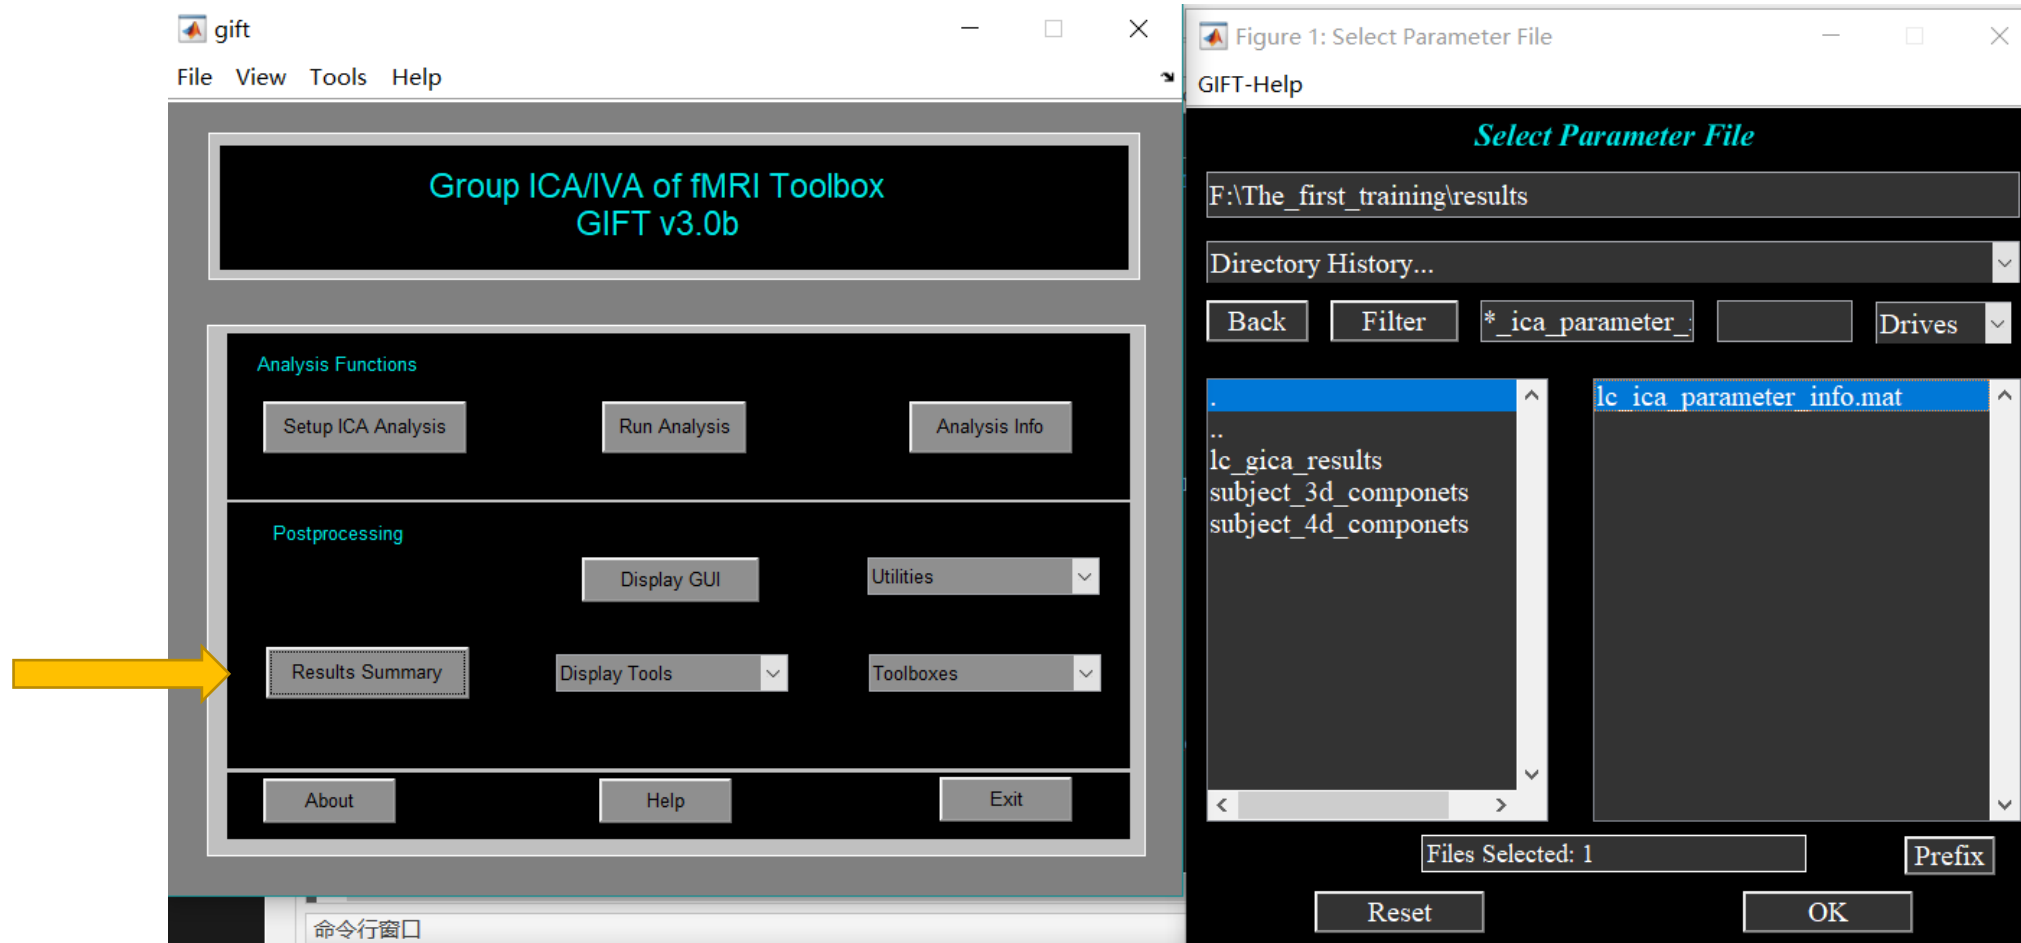 gift
File View Tools Help
Group ICA/IVA of fMRI Toolbox
GIFT v3.0b
Analysis Functions
Setup ICA Analysis
Run Analysis
Analysis Info
Postprocessing
Display GUI
Utilities
Results Summary
Display Tools
Toolboxes
About
Help
Exit
命令行窗口
Figure 1: Select Parameter File
GIFT-Help
Select Parameter File
F:\The_first_training\results
Directory History...
Back
Filter
*_ica_parameter_
Drives
.
..
lc_gica_results
subject_3d_componets
subject_4d_componets
lc_ica_parameter_info.mat
Files Selected: 1
Prefix
Reset
OK